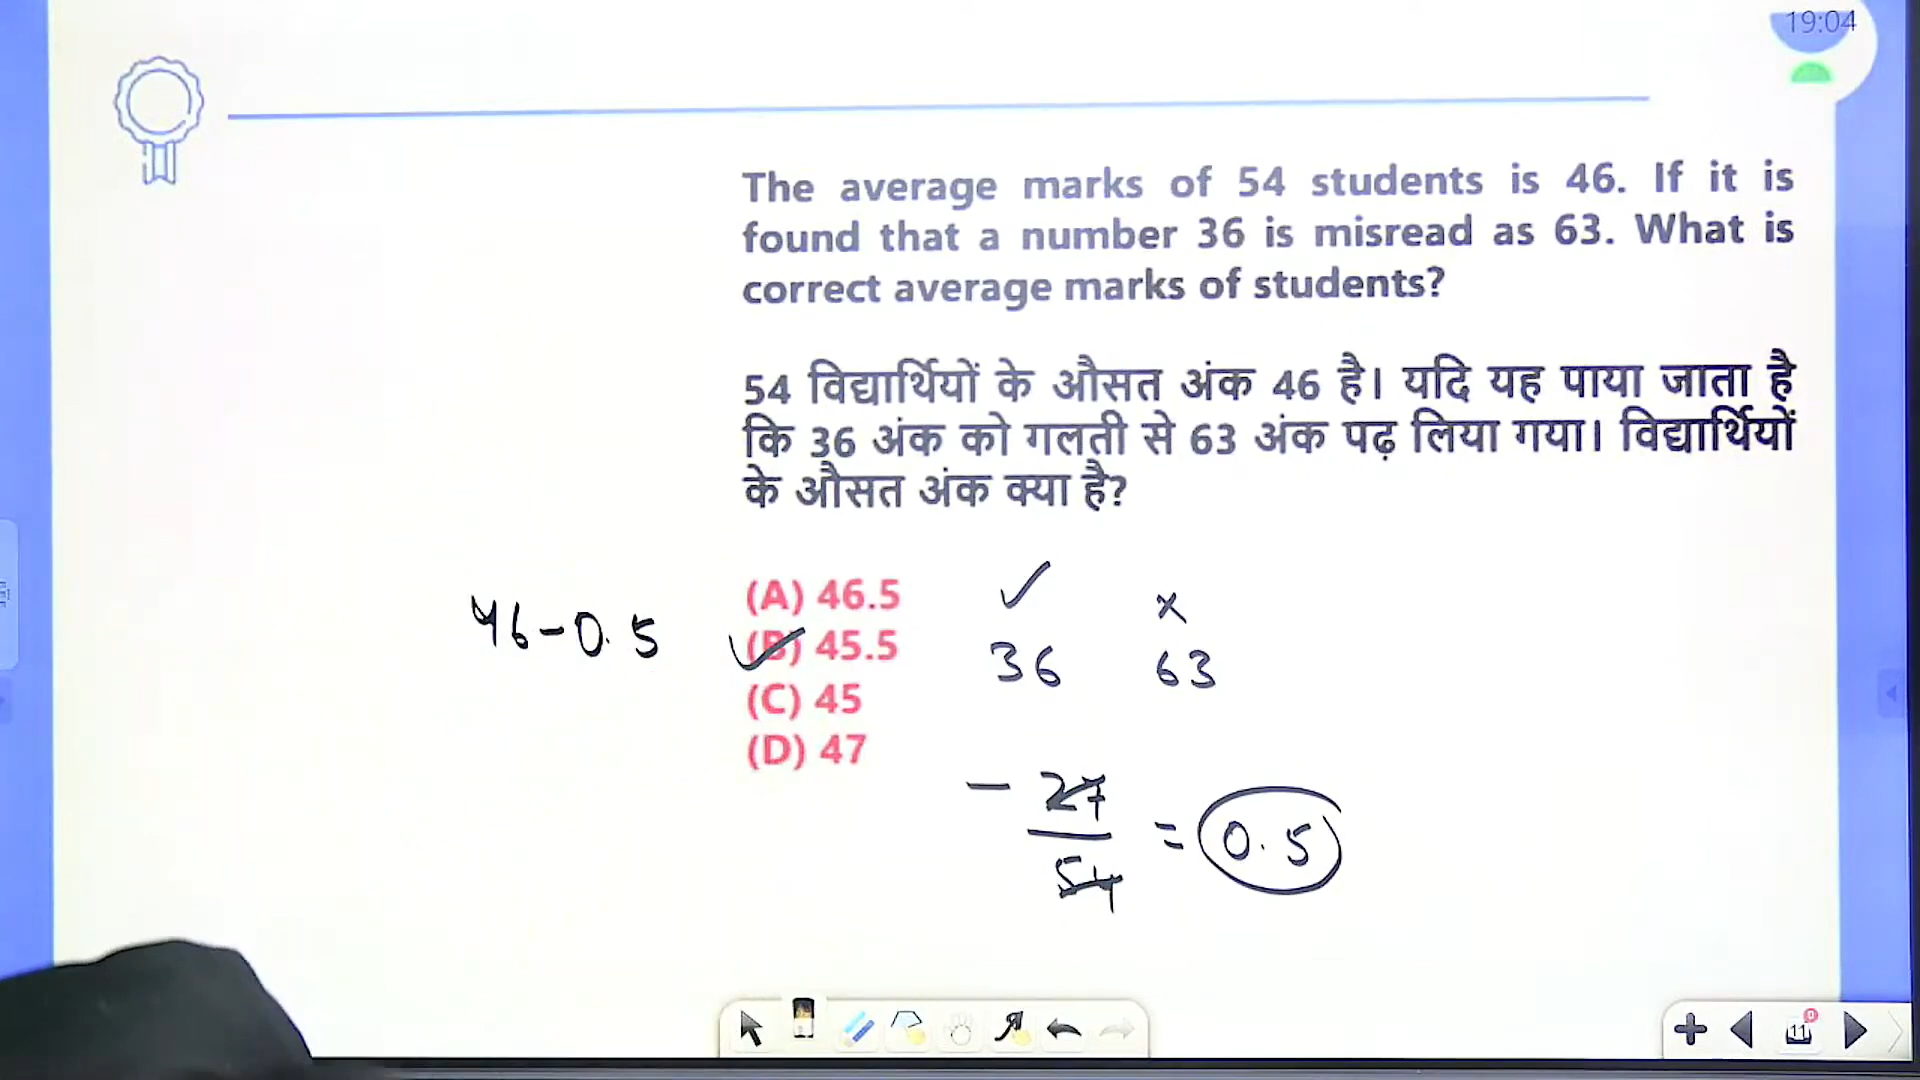 19:04
The average marks of 54 students is 46. If it is
found that a number 36 is misread as 63. What is
correct average marks of students?
54 विद्यार्थियों के औसत अंक 46 है। यदि यह पाया जाता है
कि 36 अंक को गलती से 63 अंक पढ़ लिया गया। विद्यार्थियों
के औसत अंक क्या है?
(A) 46.5 ✓ x
46-0.5 ✓ (B) 45.5 36 63
(C) 45
(D) 47
- 27
54
= 0.5
11
0